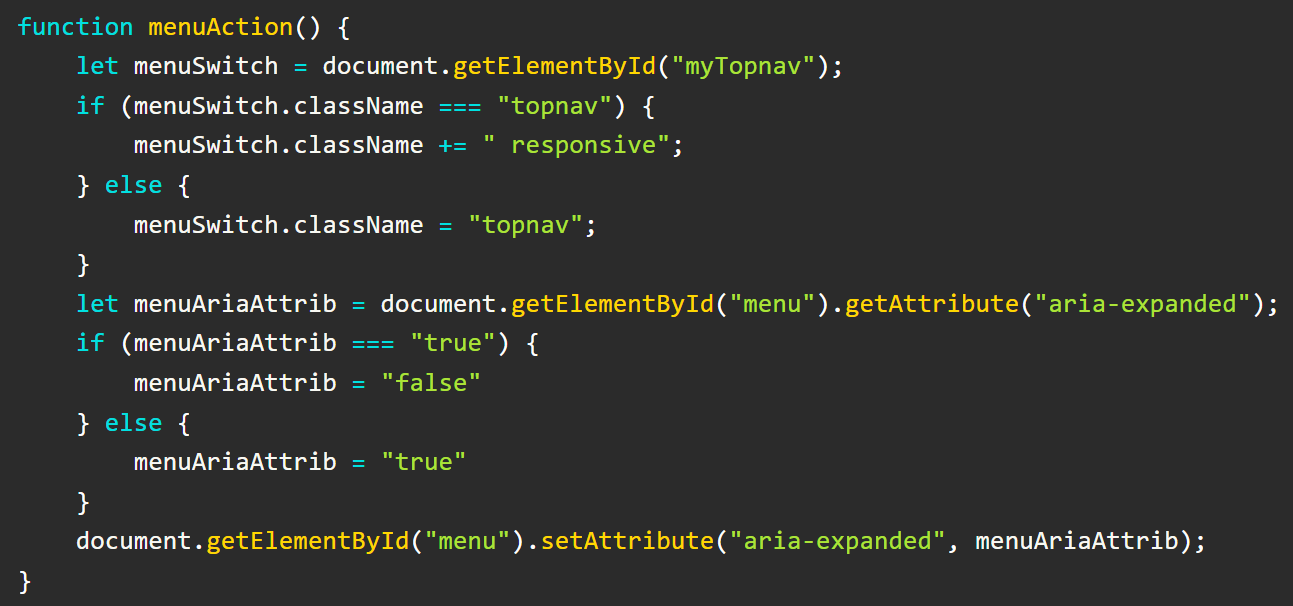 function menuAction() {
    let menuSwitch = document.getElementById("myTopnav");
    if (menuSwitch.className === "topnav") {
        menuSwitch.className += " responsive";
    } else {
        menuSwitch.className = "topnav";
    }
    let menuAriaAttrib = document.getElementById("menu").getAttribute("aria-expanded");
    if (menuAriaAttrib === "true") {
        menuAriaAttrib = "false"
    } else {
        menuAriaAttrib = "true"
    }
    document.getElementById("menu").setAttribute("aria-expanded", menuAriaAttrib);
}